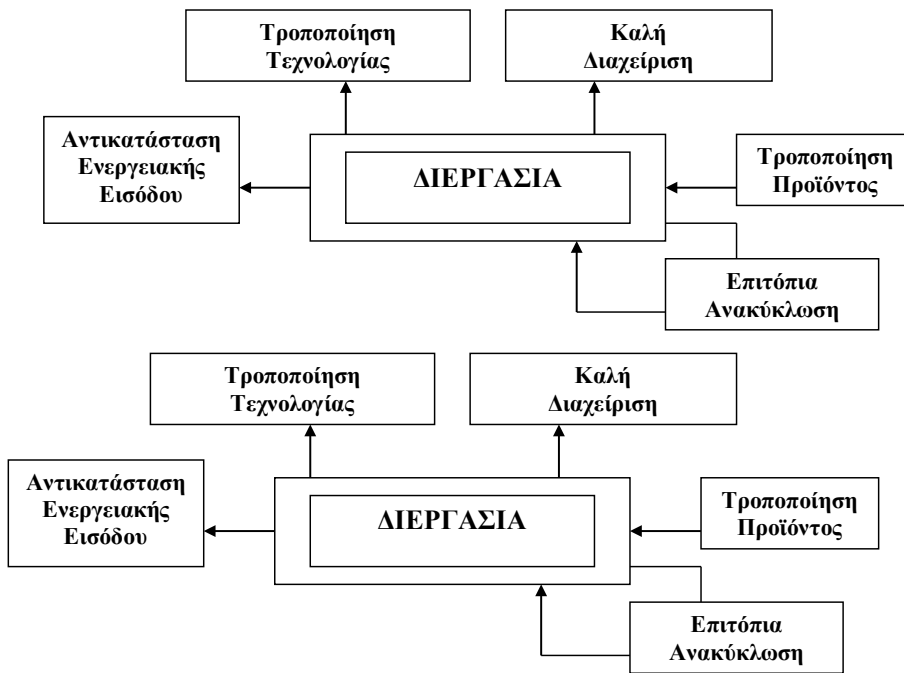 Τροποποίηση
Τεχνολογίας
Καλή
Διαχείριση
Αντικατάσταση
Ενεργειακής
Εισόδου
ΔΙΕΡΓΑΣΙΑ
Τροποποίηση
Προϊόντος
Επιτόπια
Ανακύκλωση
Τροποποίηση
Τεχνολογίας
Καλή
Διαχείριση
Αντικατάσταση
Ενεργειακής
Εισόδου
ΔΙΕΡΓΑΣΙΑ
Τροποποίηση
Προϊόντος
Επιτόπια
Ανακύκλωση